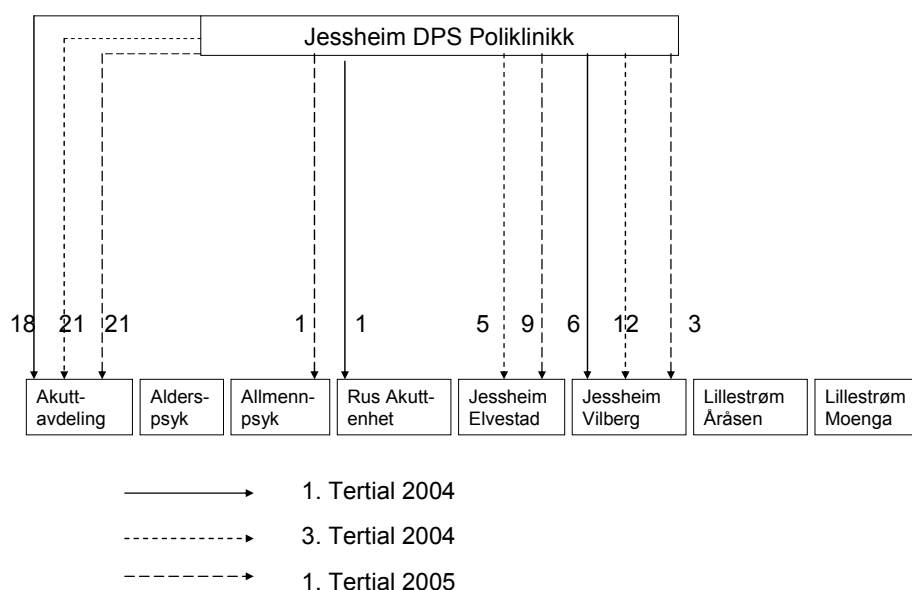 Jessheim DPS Poliklinikk
18 21 21 1 1 5 9 6 12 3
Akutt-
avdeling
Alders-
psyk
Allmenn-
psyk
Rus Akutt-
enhet
Jessheim
Elvestad
Jessheim
Vilberg
Lillestrøm
Åråsen
Lillestrøm
Moenga
1. Tertial 2004
3. Tertial 2004
1. Tertial 2005